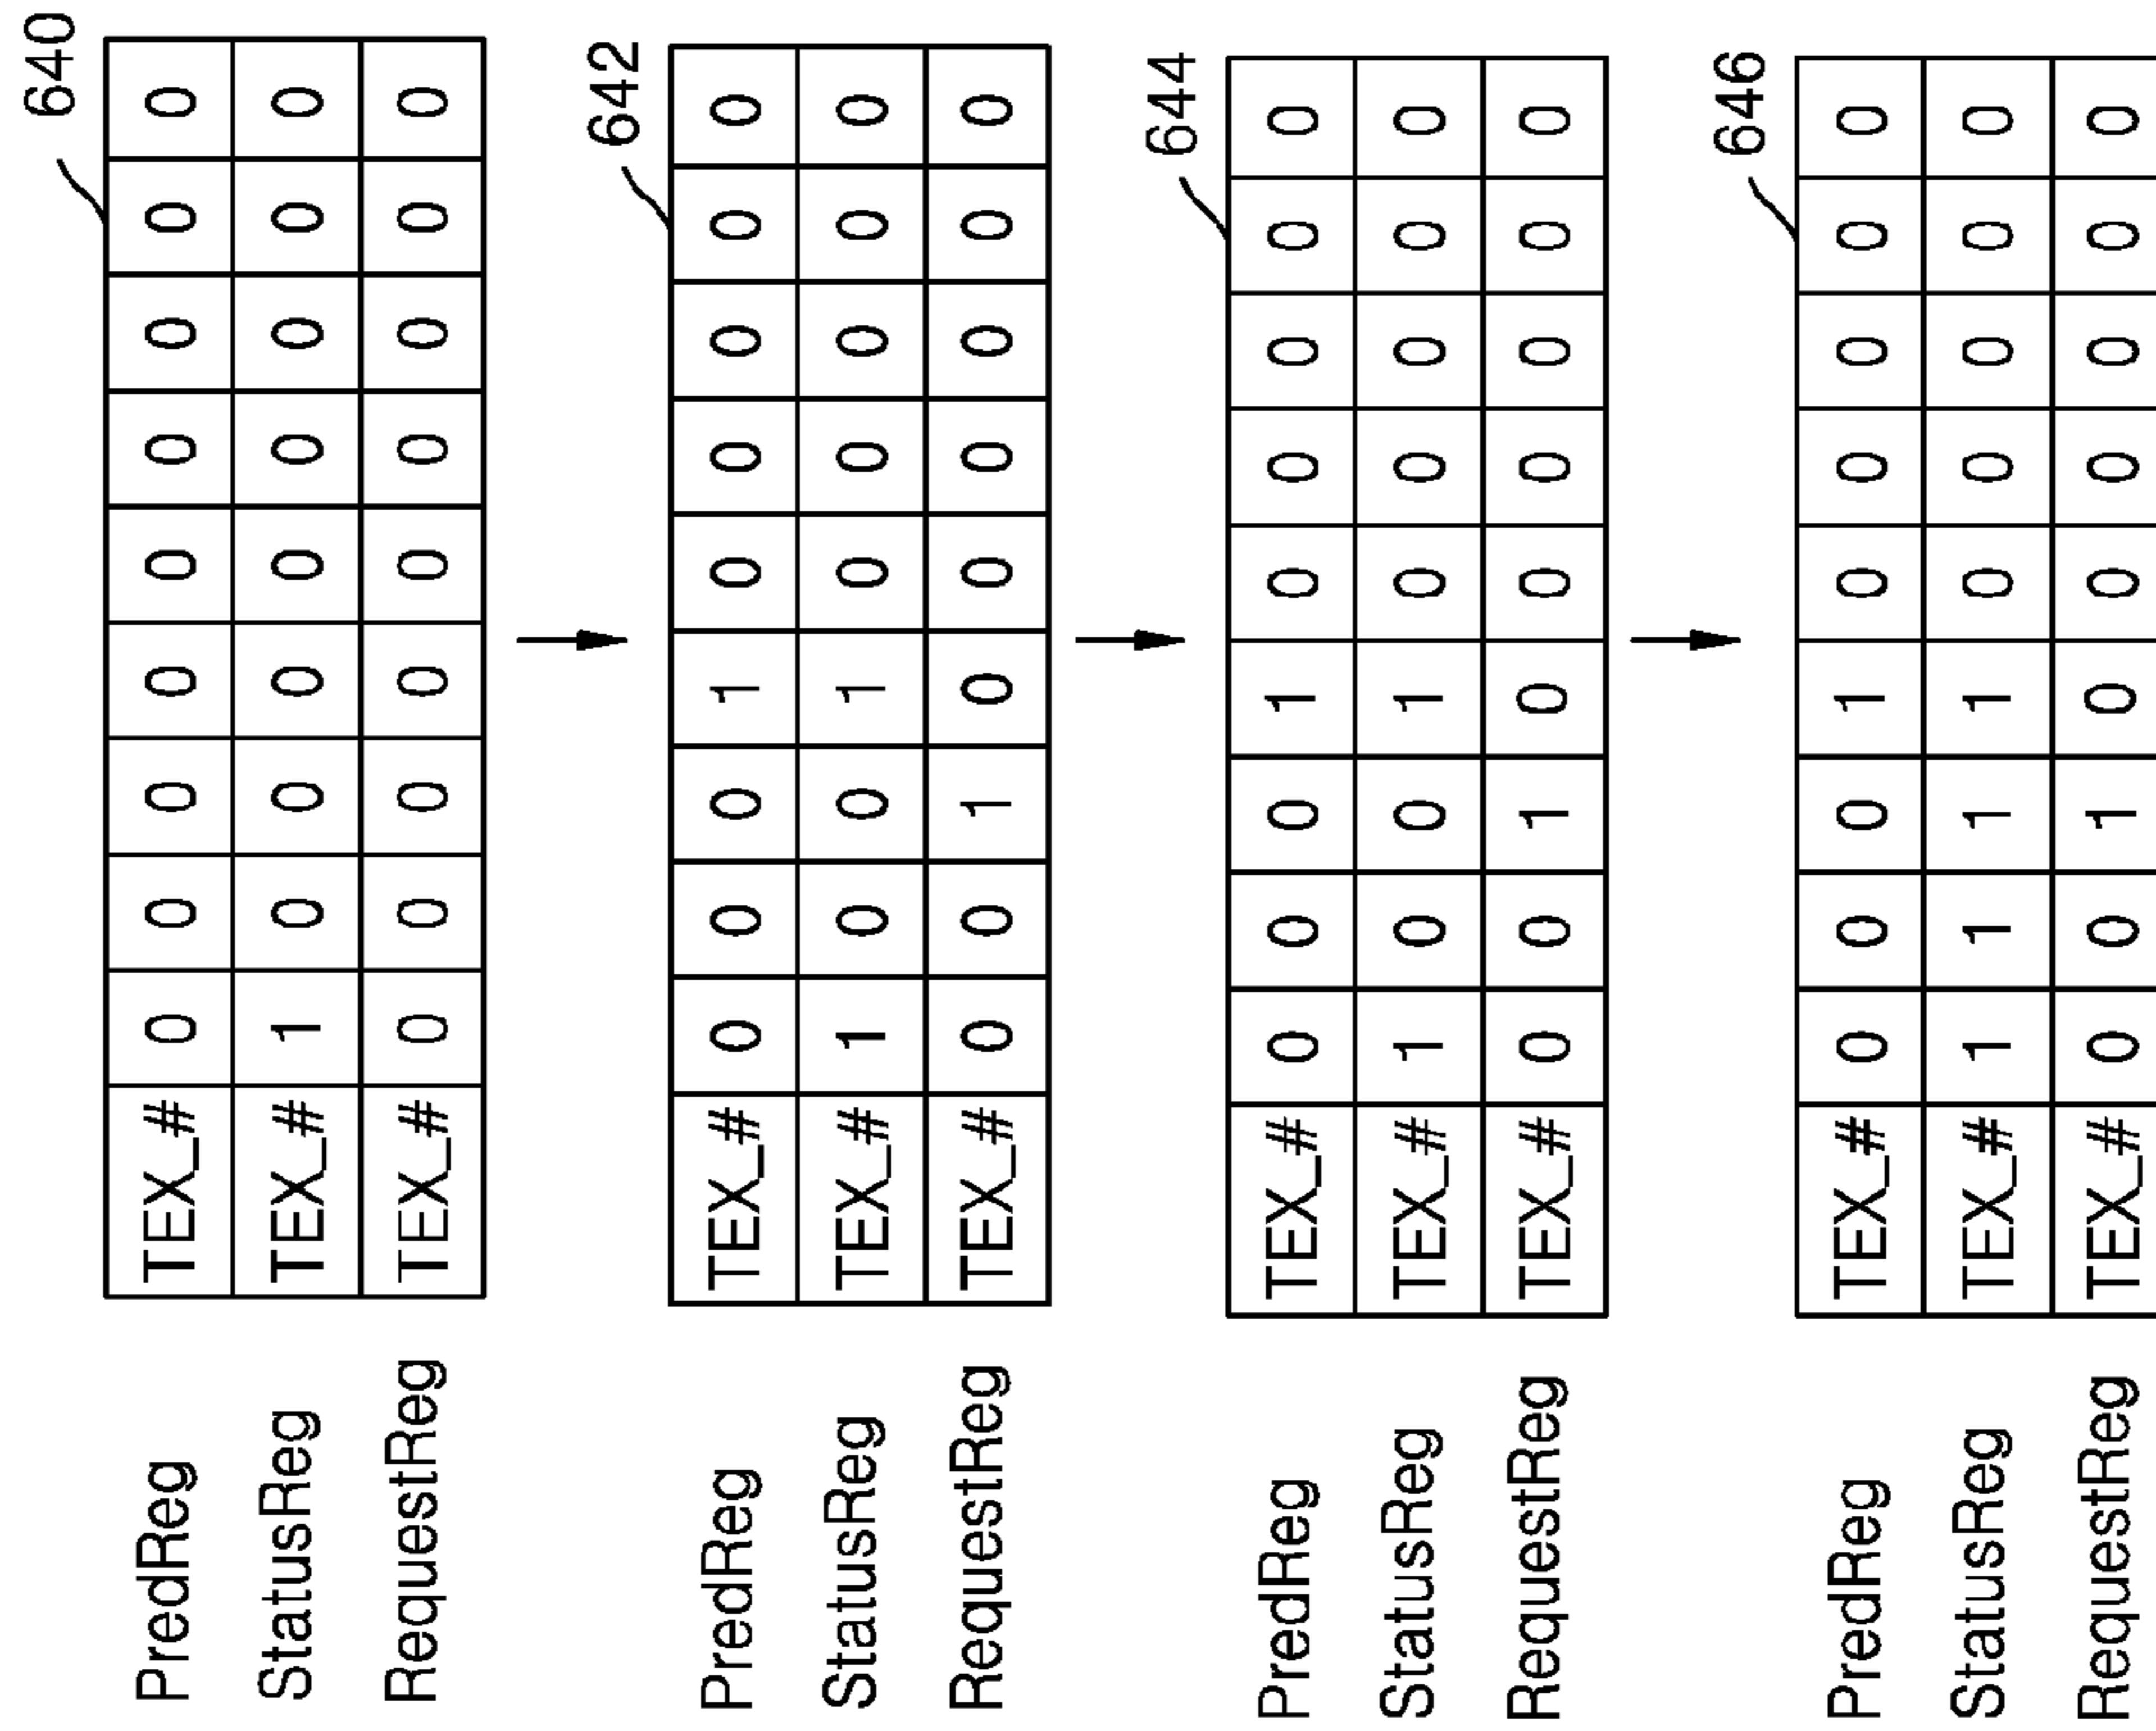 640
PredReg TEX_# 0 0 0 0 0 0 0 0 0
StatusReg TEX_# 1 0 0 0 0 0 0 0 0
RequestReg TEX_# 0 0 0 0 0 0 0 0 0
642
PredReg TEX_# 0 0 0 1 0 0 0 0 0
StatusReg TEX_# 1 0 0 1 0 0 0 0 0
RequestReg TEX_# 0 0 1 0 0 0 0 0 0
644
PredReg TEX_# 0 0 0 1 0 0 0 0 0
StatusReg TEX_# 1 0 0 1 0 0 0 0 0
RequestReg TEX_# 0 0 1 0 0 0 0 0 0
646
PredReg TEX_# 0 0 0 1 0 0 0 0 0
StatusReg TEX_# 1 1 1 1 0 0 0 0 0
RequestReg TEX_# 0 0 1 0 0 0 0 0 0